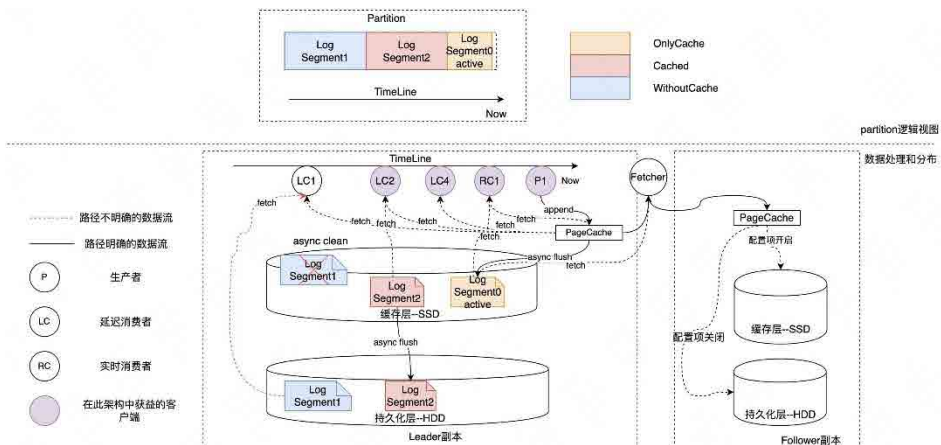 Partition
Log
Segment1
Log
Segment2
Log
Segment0
active
TimeLine
Now
OnlyCache
Cached
WithoutCache
partition逻辑视图
数据处理和分布
TimeLine
LC1
LC2
LC4
RC1
P1
Now
Fetcher
fetch
append
fetch
fetch
fetch
fetch
fetch
PageCache
PageCache
路径不明确的数据流
路径明确的数据流
P
生产者
LC
延迟消费者
RC
实时消费者
在此架构中获益的客
户端
async clean
Log
Segment1
Log
Segment2
Log
Segment0
active
async flush
fetch
缓存层--SSD
async flush
Log
Segment1
Log
Segment2
持久化层--HDD
Leader副本
配置项开启
缓存层--SSD
配置项关闭
持久化层--HDD
Follower副本